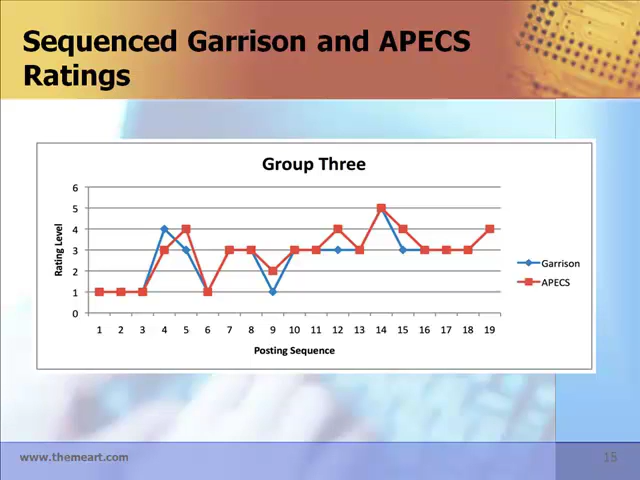 Sequenced Garrison and APECS
Ratings
Group Three
6
5
4
3
2
1
0
Rating Level
1 2 3 4 5 6 7 8 9 10 11 12 13 14 15 16 17 18 19
Posting Sequence
Garrison
APECS
www.themeart.com
15